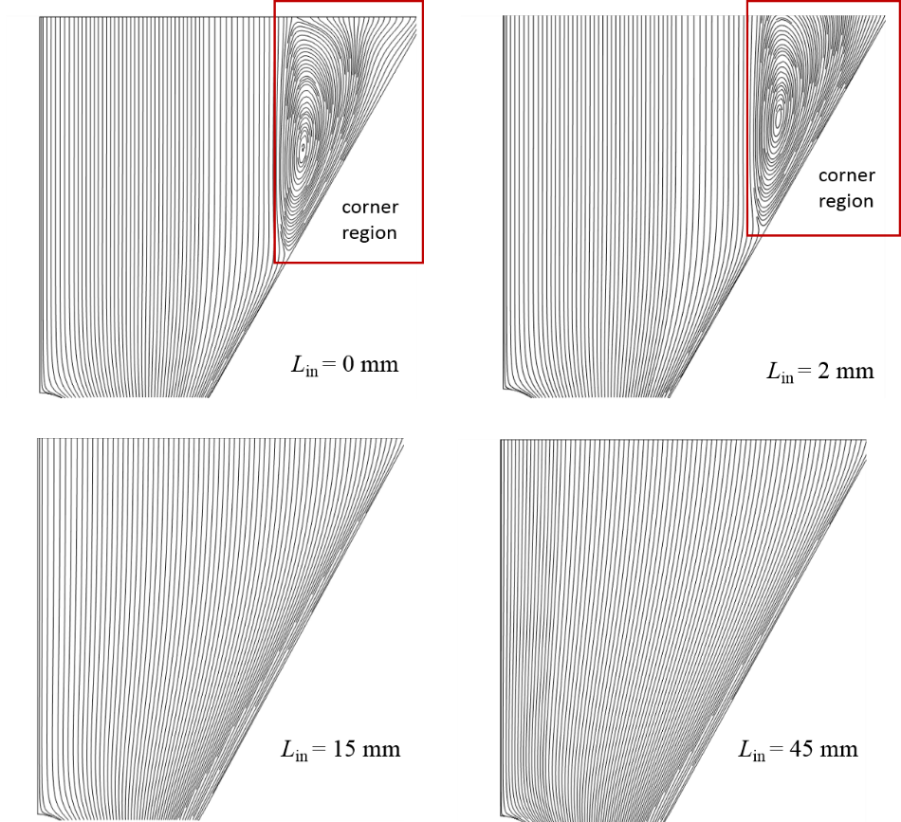 corner
region
L_in = 0 mm
corner
region
L_in = 2 mm
L_in = 15 mm
L_in = 45 mm